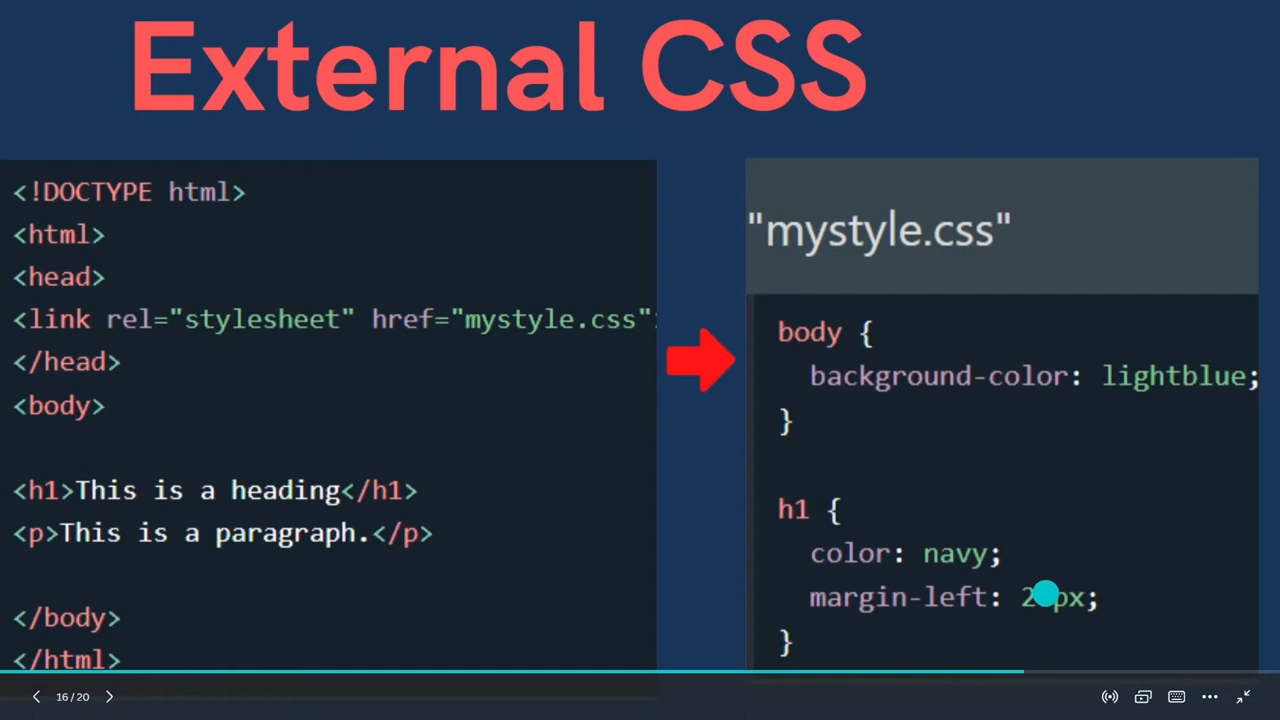 External CSS
<!DOCTYPE html>
<html>
<head>
<link rel="stylesheet" href="mystyle.css"
</head>
<body>
<h1>This is a heading</h1>
<p>This is a paragraph.</p>
</body>
</html>
"mystyle.css"
body {
background-color: lightblue;
}
h1 {
color: navy;
margin-left:
}
16 / 20